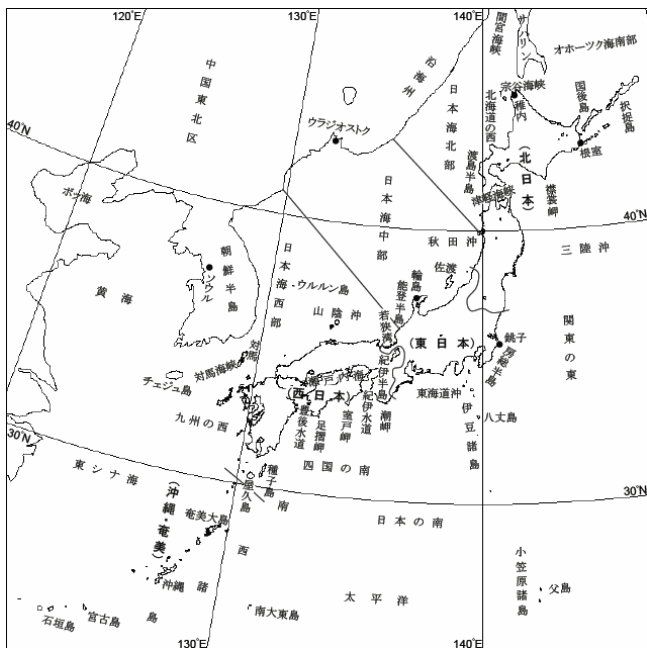 120°E
130°E
140°E
間宮海峡
サハリン
オホーツク海南部
沿海州
中国東北区
日本海北部
宗谷海峡
稚内
国後島
択捉島
北海道の西
ウラジオストク
40°N
渡島半島
(北日本)
根室
ボッ海
津軽海峡
襟裳岬
40°N
日本海中部
秋田沖
三陸沖
朝鮮半島
ソウル
日本海西部
佐渡
輪島
能登半島
ウルルン島
黄海
山陰沖
若狭湾
(東日本)
銚子
房総半島
関東の東
対馬
対馬海峡
チェジュ島
瀬戸内海
(西日本)
紀伊半島
東海道沖
九州の西
豊後水道
足摺岬
室戸岬
紀伊水道
潮岬
伊豆諸島
八丈島
30°N
東シナ海
四国の南
種子島
屋久島
30°N
(沖縄・奄美)
奄美大島
南西
日本の南
小笠原諸島
父島
沖縄諸島
太平洋
南大東島
宮古島
石垣島
130°E
140°E